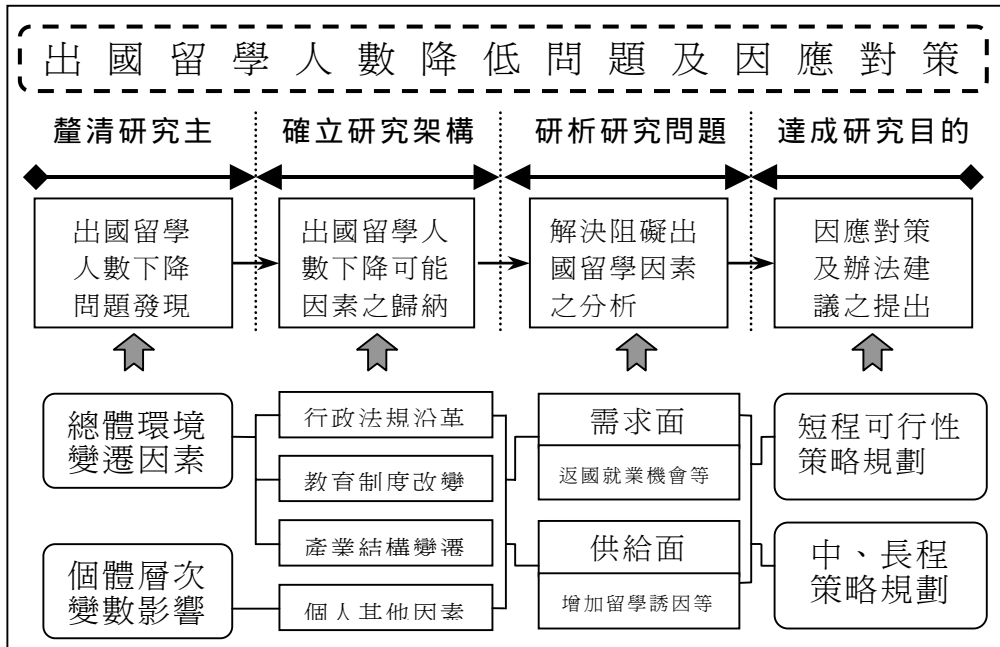 出國留學人數降低問題及因應對策
釐清研究主
確立研究架構
研析研究問題
達成研究目的
出國留學
人數下降
問題發現
出國留學人
數下降可能
因素之歸納
解決阻礙出
國留學因素
之分析
因應對策
及辦法建
議之提出
總體環境
變遷因素
個體層次
變數影響
行政法規沿革
教育制度改變
產業結構變遷
個人其他因素
需求面
返國就業機會等
供給面
增加留學誘因等
短程可行性
策略規劃
中、長程
策略規劃